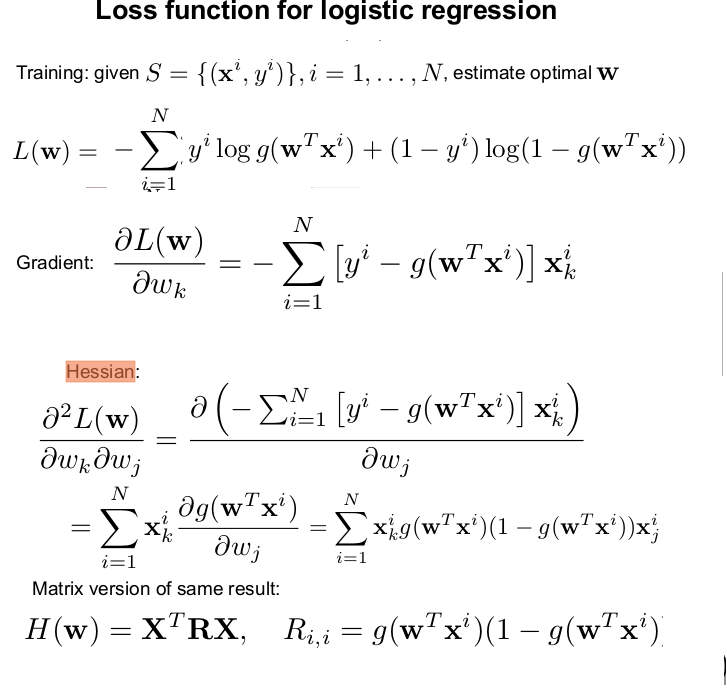 Loss function for logistic regression
Training: given $S = \{(\mathbf{x}^i, y^i)\}, i = 1, \ldots, N$, estimate optimal $\mathbf{w}$
$L(\mathbf{w}) = -\sum_{i=1}^{N} y^i \log g(\mathbf{w}^T\mathbf{x}^i) + (1 - y^i) \log(1 - g(\mathbf{w}^T\mathbf{x}^i))$
Gradient: $\frac{\partial L(\mathbf{w})}{\partial w_k} = -\sum_{i=1}^{N} \left[y^i - g(\mathbf{w}^T\mathbf{x}^i)\right] \mathbf{x}_k^i$
Hessian:
$\frac{\partial^2 L(\mathbf{w})}{\partial w_k \partial w_j} = \frac{\partial \left(-\sum_{i=1}^{N} \left[y^i - g(\mathbf{w}^T\mathbf{x}^i)\right] \mathbf{x}_k^i\right)}{\partial w_j}$
$= \sum_{i=1}^{N} \mathbf{x}_k^i \frac{\partial g(\mathbf{w}^T\mathbf{x}^i)}{\partial w_j} = \sum_{i=1}^{N} \mathbf{x}_k^i g(\mathbf{w}^T\mathbf{x}^i)(1 - g(\mathbf{w}^T\mathbf{x}^i))\mathbf{x}_j^i$
Matrix version of same result:
$H(\mathbf{w}) = \mathbf{X}^T\mathbf{R}\mathbf{X}, \quad R_{i,i} = g(\mathbf{w}^T\mathbf{x}^i)(1 - g(\mathbf{w}^T\mathbf{x}^i)$